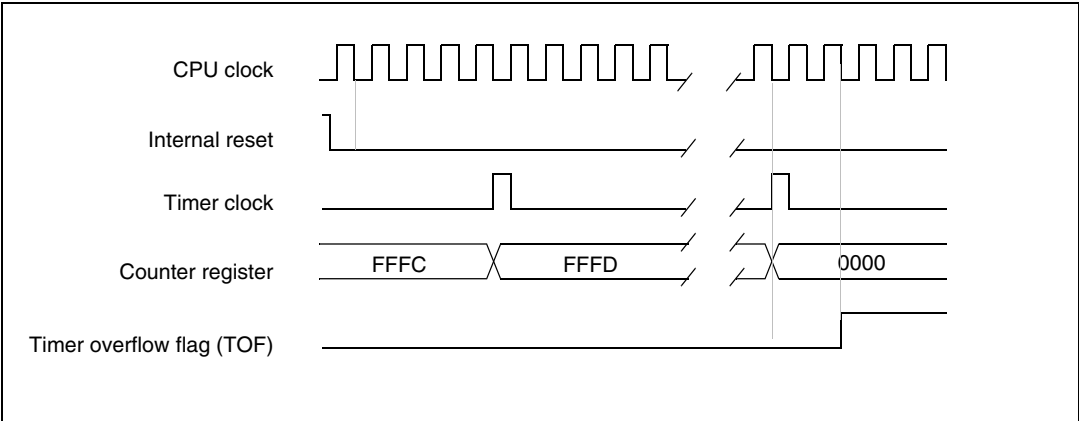 CPU clock
Internal reset
Timer clock
Counter register
FFFC
FFFD
0000
Timer overflow flag (TOF)